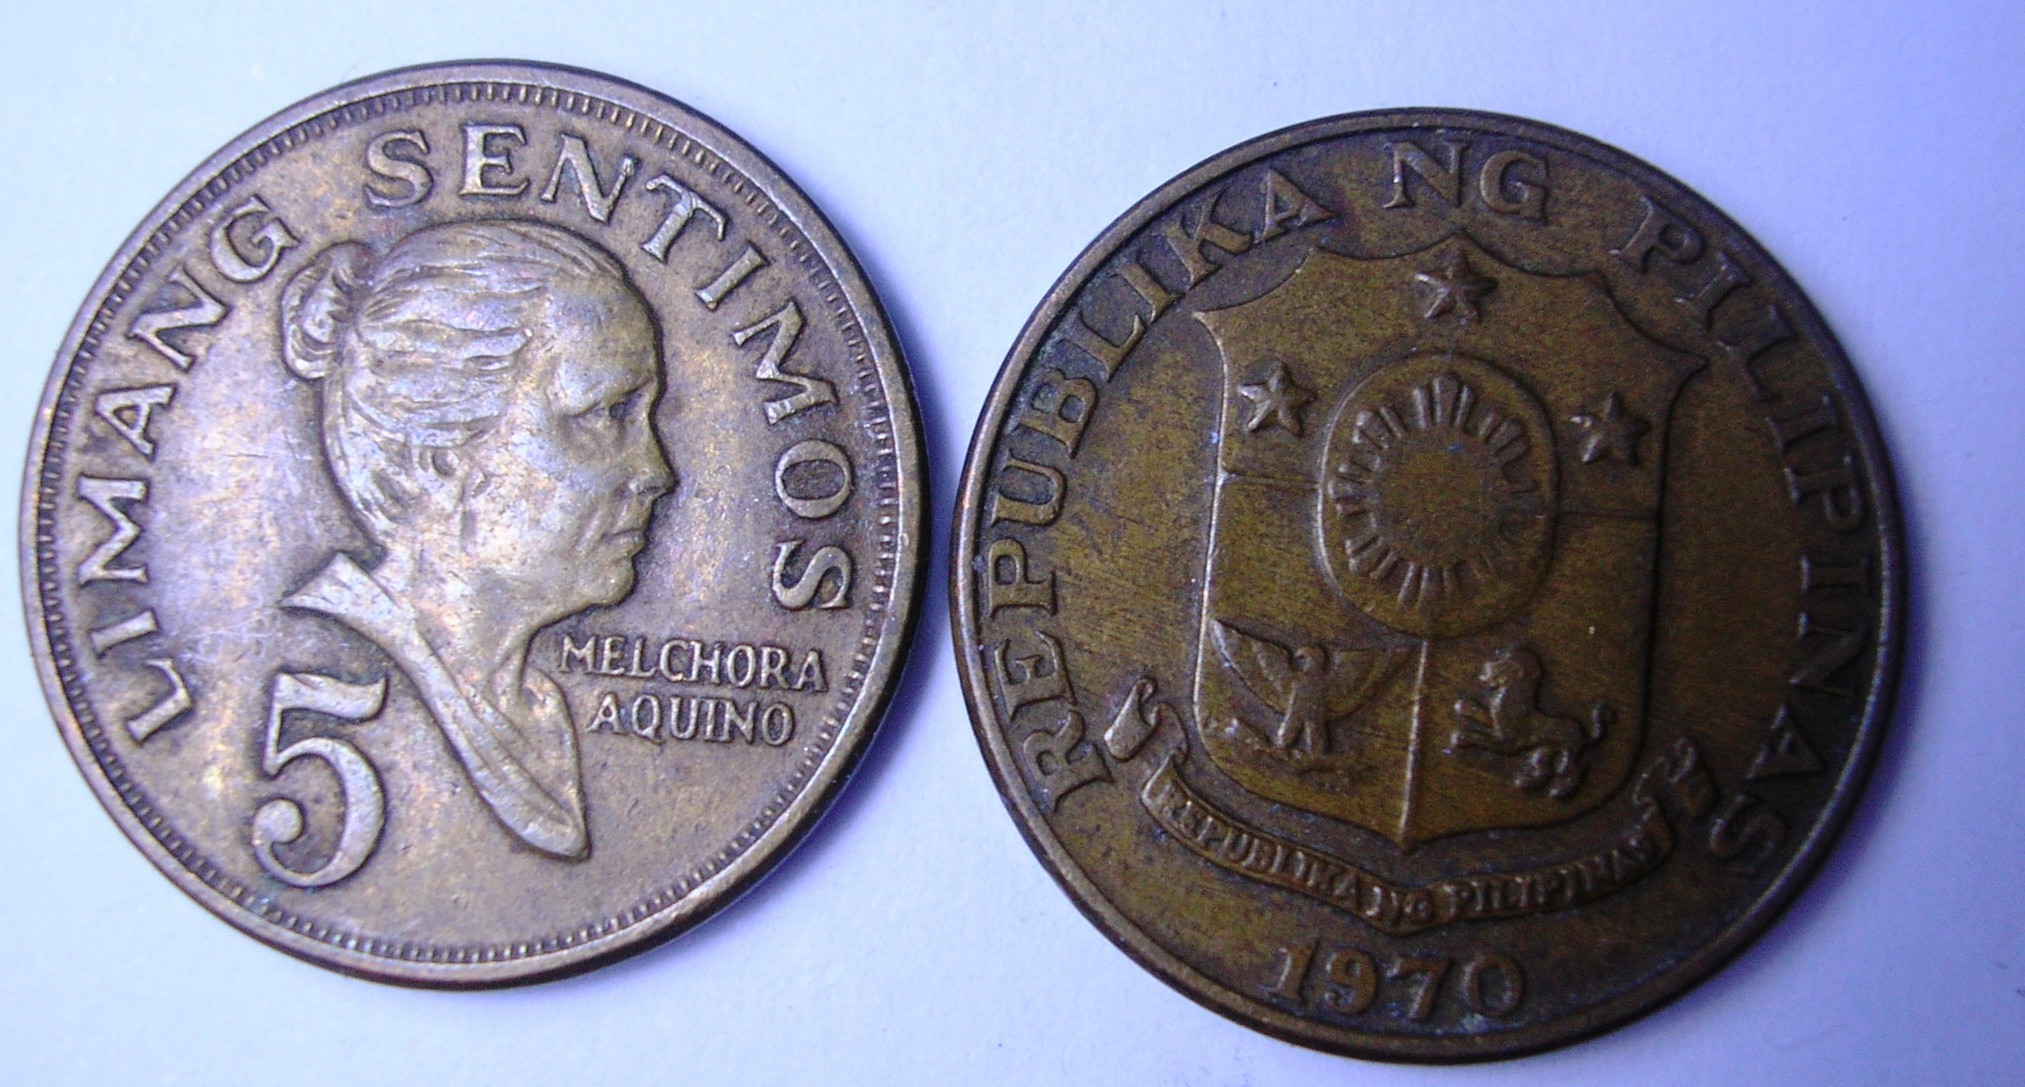 LIMANG SENTIMOS
5
MELCHORA
AQUINO
REPUBLIKA NG PILIPINAS
REPUBLIKA NG PILIPINAS
1970